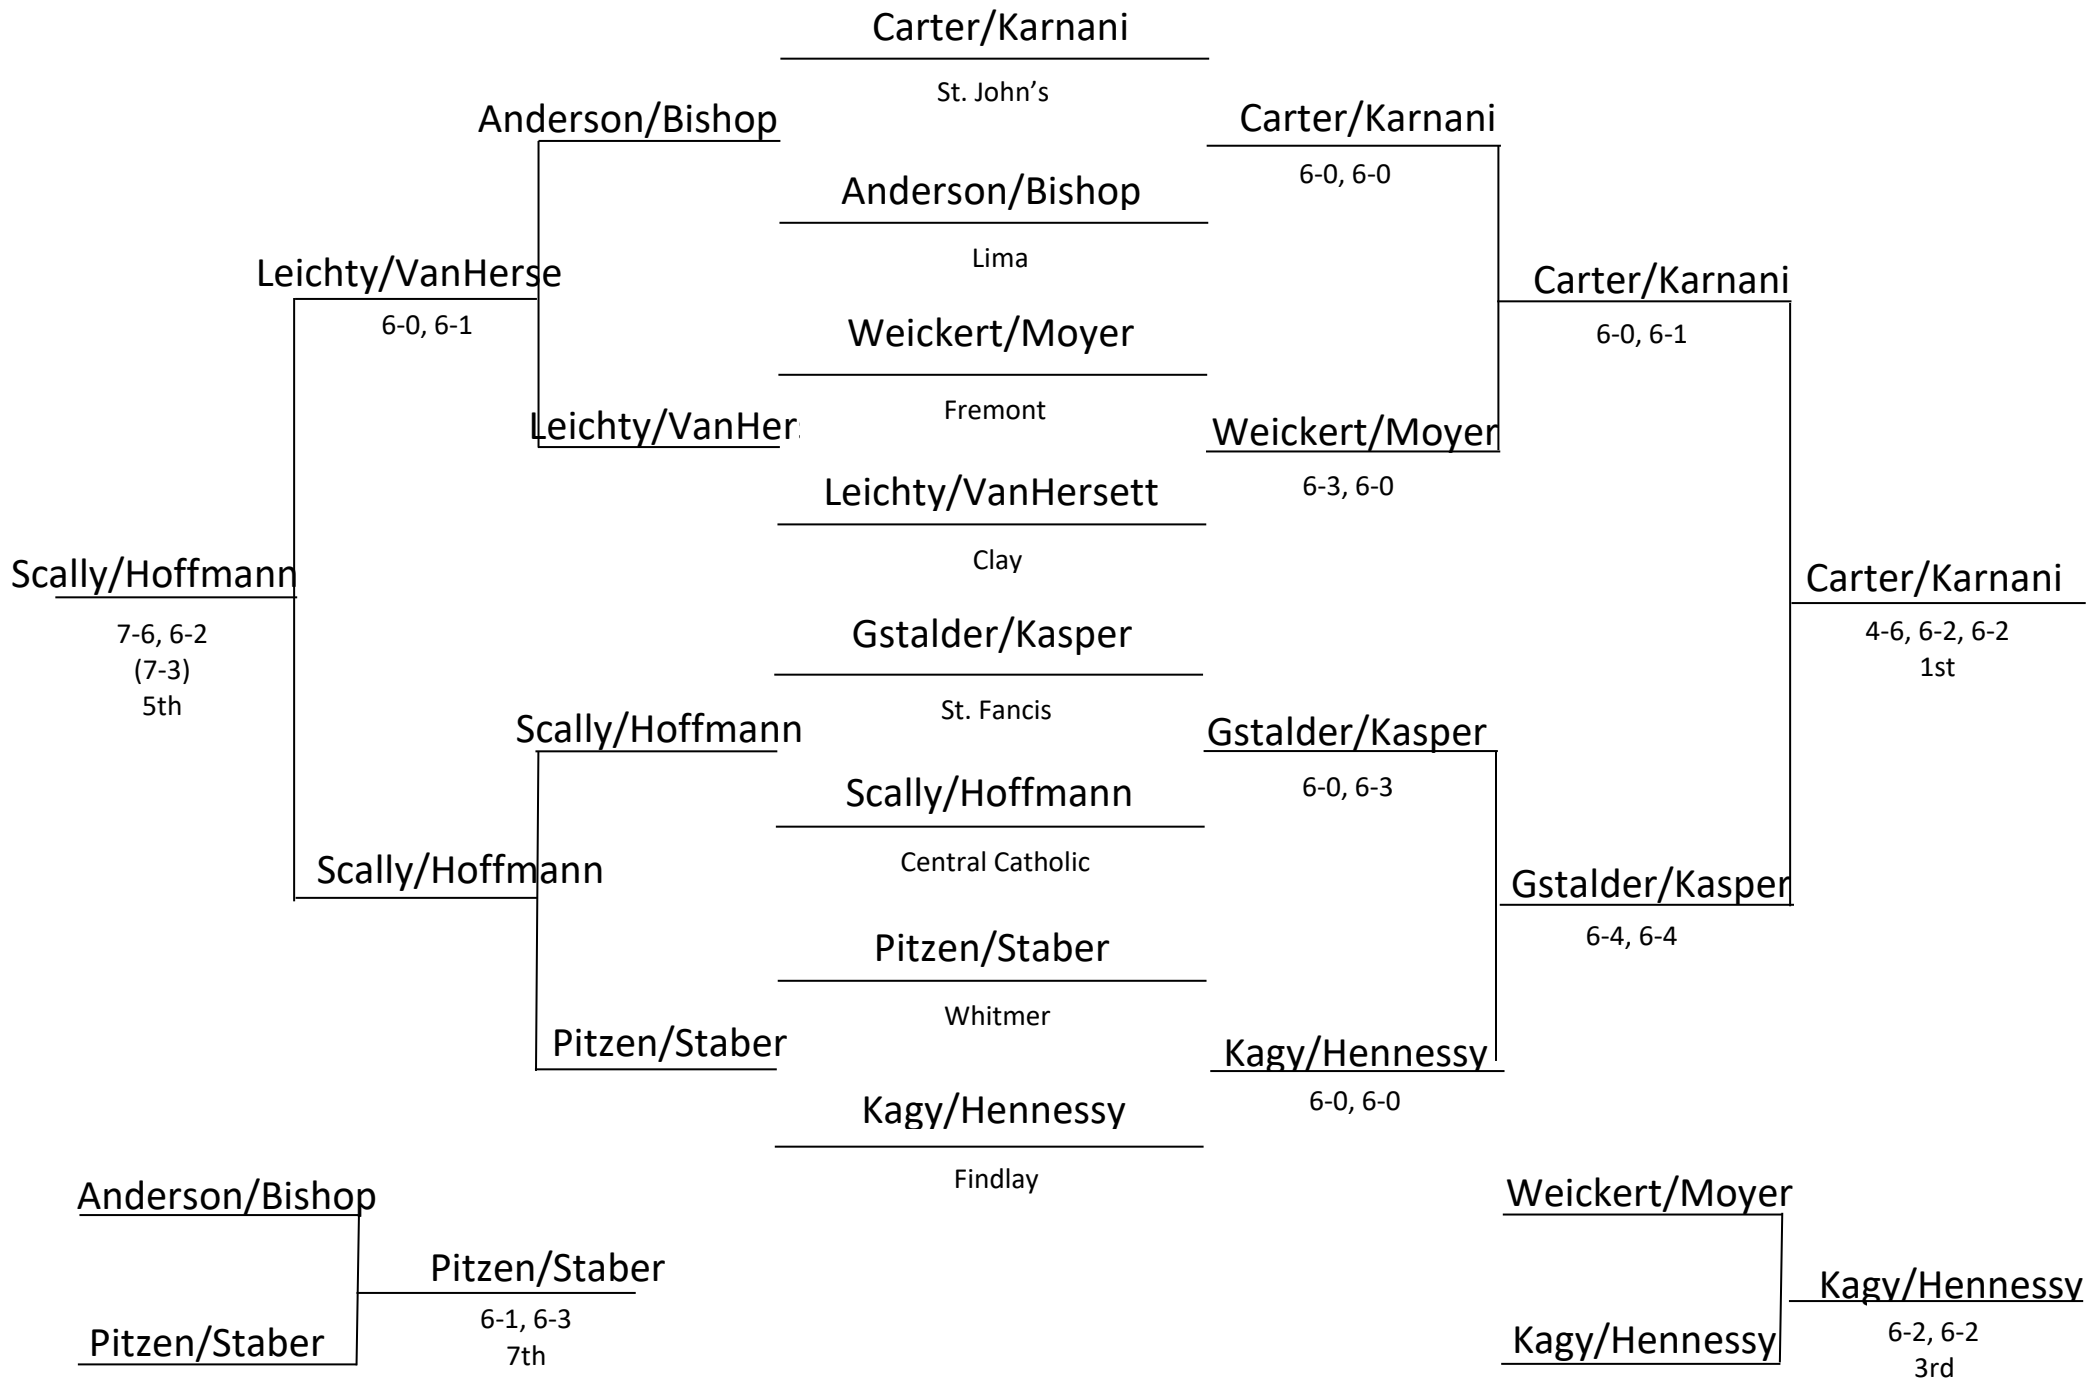 Carter/Karnani
St. John's
Anderson/Bishop
Carter/Karnani
6-0, 6-0
Anderson/Bishop
Lima
Leichty/VanHerse
6-0, 6-1
Carter/Karnani
6-0, 6-1
Weickert/Moyer
Fremont
Leichty/VanHer
Weickert/Moyer
6-3, 6-0
Leichty/VanHersett
Clay
Scally/Hoffmann
7-6, 6-2
(7-3)
5th
Carter/Karnani
4-6, 6-2, 6-2
1st
Gstalder/Kasper
St. Fancis
Scally/Hoffmann
Gstalder/Kasper
6-0, 6-3
Scally/Hoffmann
Central Catholic
Scally/Hoffmann
Gstalder/Kasper
6-4, 6-4
Pitzen/Staber
Whitmer
Pitzen/Staber
Kagy/Hennessy
6-0, 6-0
Kagy/Hennessy
Findlay
Anderson/Bishop
Pitzen/Staber
6-1, 6-3
7th
Pitzen/Staber
Weickert/Moyer
Kagy/Hennessy
6-2, 6-2
3rd
Kagy/Hennessy